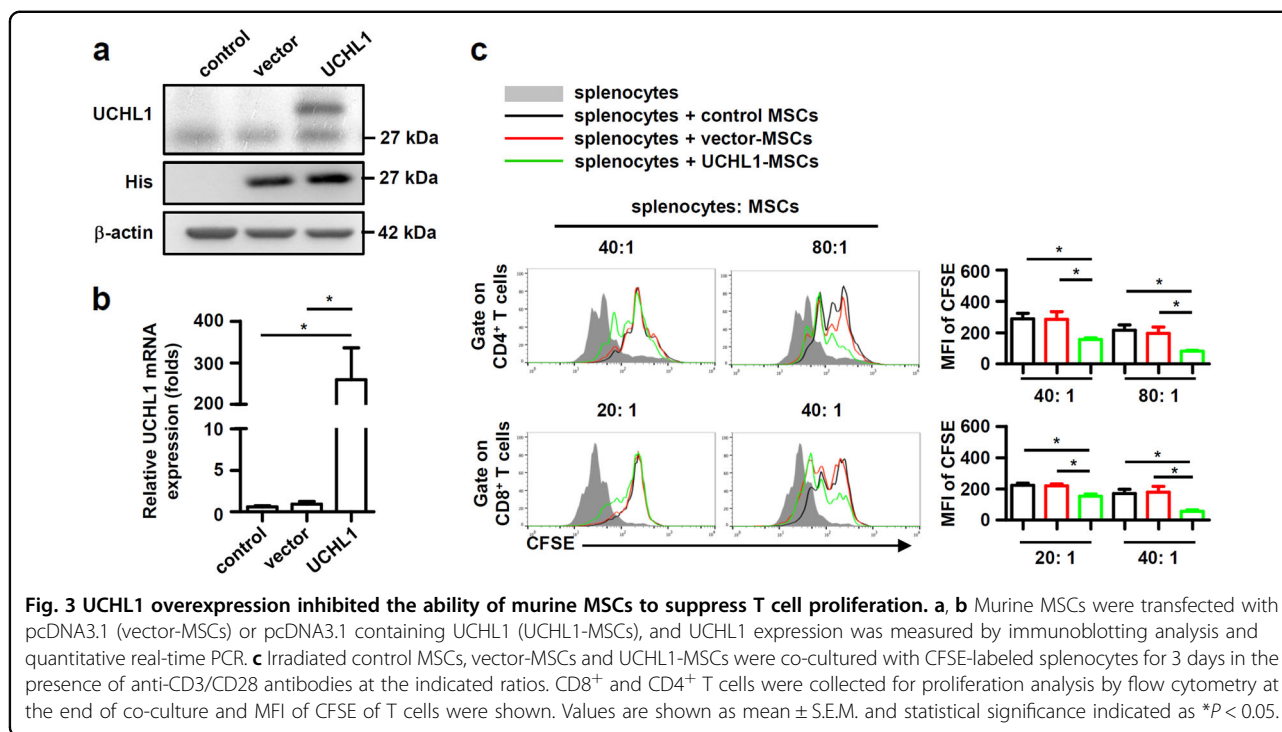 a
control vector UCHL1
UCHL1
27 kDa
His
27 kDa
β-actin
42 kDa
b
Relative UCHL1 mRNA
expression (folds)
400
300
200
10
5
0
*
*
control vector UCHL1
c
splenocytes
splenocytes + control MSCs
splenocytes + vector-MSCs
splenocytes + UCHL1-MSCs
splenocytes: MSCs
40:1 80:1
Gate on
CD4⁺ T cells
20: 1 40: 1
Gate on
CD8⁺ T cells
CFSE
MFI of CFSE
600
400
200
0
*
*
*
*
40: 1 80: 1
MFI of CFSE
600
400
200
0
*
*
*
*
20: 1 40: 1
Fig. 3 UCHL1 overexpression inhibited the ability of murine MSCs to suppress T cell proliferation. a, b Murine MSCs were transfected with
pcDNA3.1 (vector-MSCs) or pcDNA3.1 containing UCHL1 (UCHL1-MSCs), and UCHL1 expression was measured by immunoblotting analysis and
quantitative real-time PCR. c Irradiated control MSCs, vector-MSCs and UCHL1-MSCs were co-cultured with CFSE-labeled splenocytes for 3 days in the
presence of anti-CD3/CD28 antibodies at the indicated ratios. CD8⁺ and CD4⁺ T cells were collected for proliferation analysis by flow cytometry at
the end of co-culture and MFI of CFSE of T cells were shown. Values are shown as mean ± S.E.M. and statistical significance indicated as *P < 0.05.